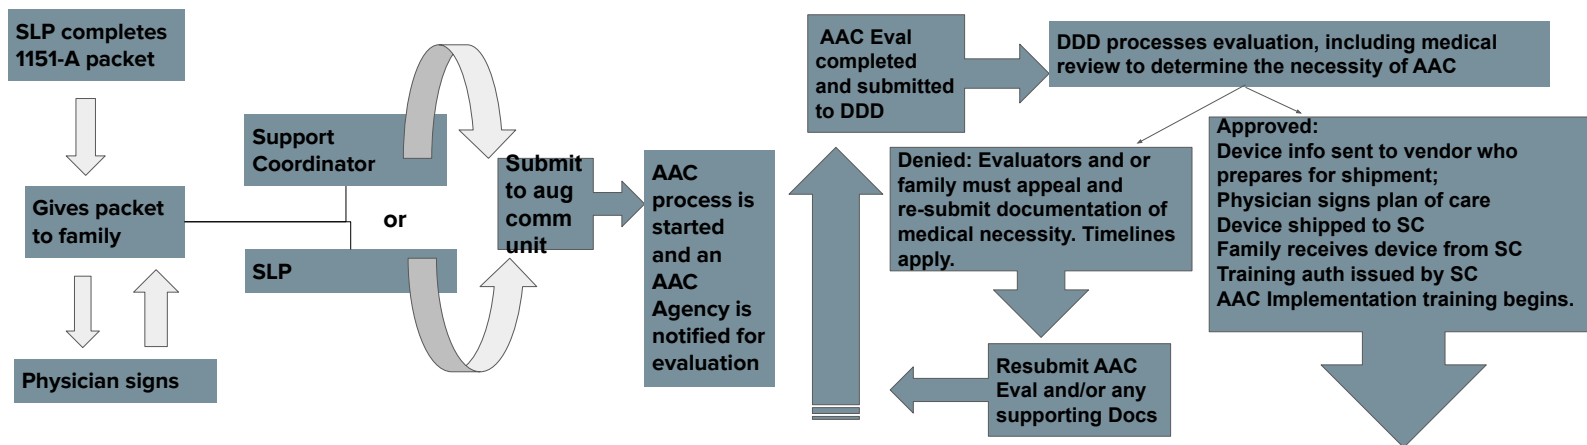 SLP completes
1151-A packet
Gives packet
to family
Physician signs
Support
Coordinator
or
SLP
Submit
to aug
comm
unit
AAC
process is
started
and an
AAC
Agency is
notified for
evaluation
AAC Eval
completed
and submitted
to DDD
DDD processes evaluation, including medical
review to determine the necessity of AAC
Denied: Evaluators and or
family must appeal and
re-submit documentation of
medical necessity. Timelines
apply.
Resubmit AAC
Eval and/or any
supporting Docs
Approved:
Device info sent to vendor who
prepares for shipment;
Physician signs plan of care
Device shipped to SC
Family receives device from SC
Training auth issued by SC
AAC Implementation training begins.